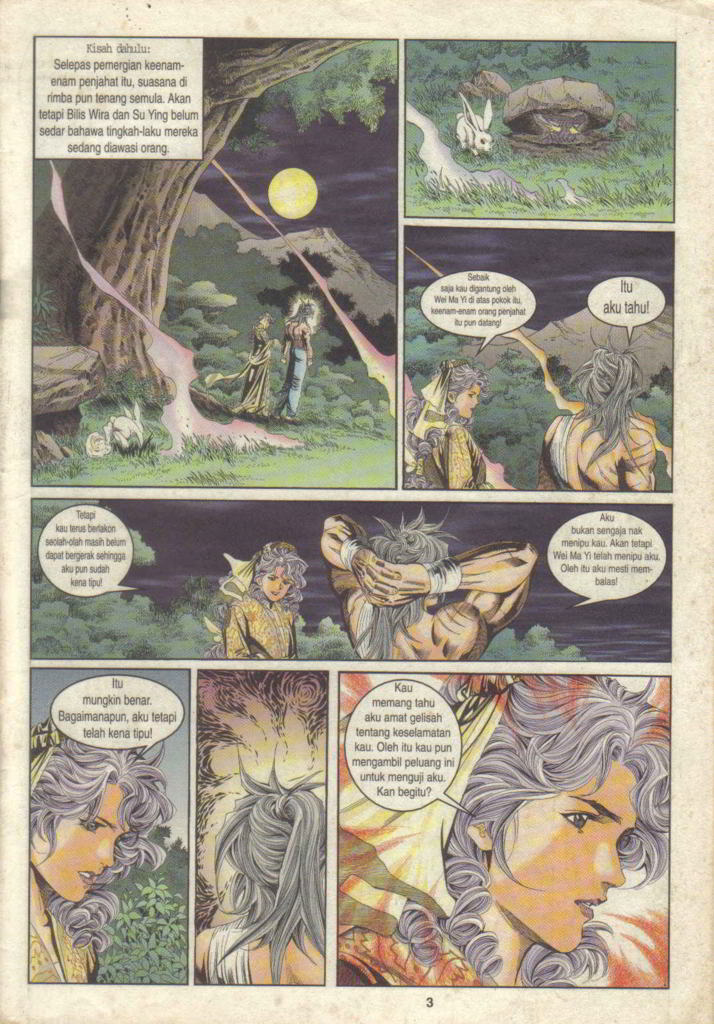 Kisah dahulu:
Selepas pemergian keenam-
enam penjahat itu, suasana di
rimba pun tenang semula. Akan
tetapi Bilis Wira dan Su Ying belum
sedar bahawa tingkah-laku mereka
sedang diawasi orang.
Sebaik
saja kau digantung oleh
Wei Ma Yi di atas pokok itu,
keenam-enam orang penjahat
itu pun datang!
Itu
aku tahu!
Tetapi
kau terus berlakon
seolah-olah masih belum
dapat bergerak sehingga
aku pun sudah
kena tipu!
Aku
bukan sengaja nak
menipu kau. Akan tetapi
Wei Ma Yi telah menipu aku.
Oleh itu aku mesti mem-
balas!
Itu
mungkin benar.
Bagaimanapun, aku tetapi
telah kena tipu!
Kau
memang tahu
aku amat gelisah
tentang keselamatan
kau. Oleh itu kau pun
mengambil peluang ini
untuk menguji aku.
Kan begitu?
3